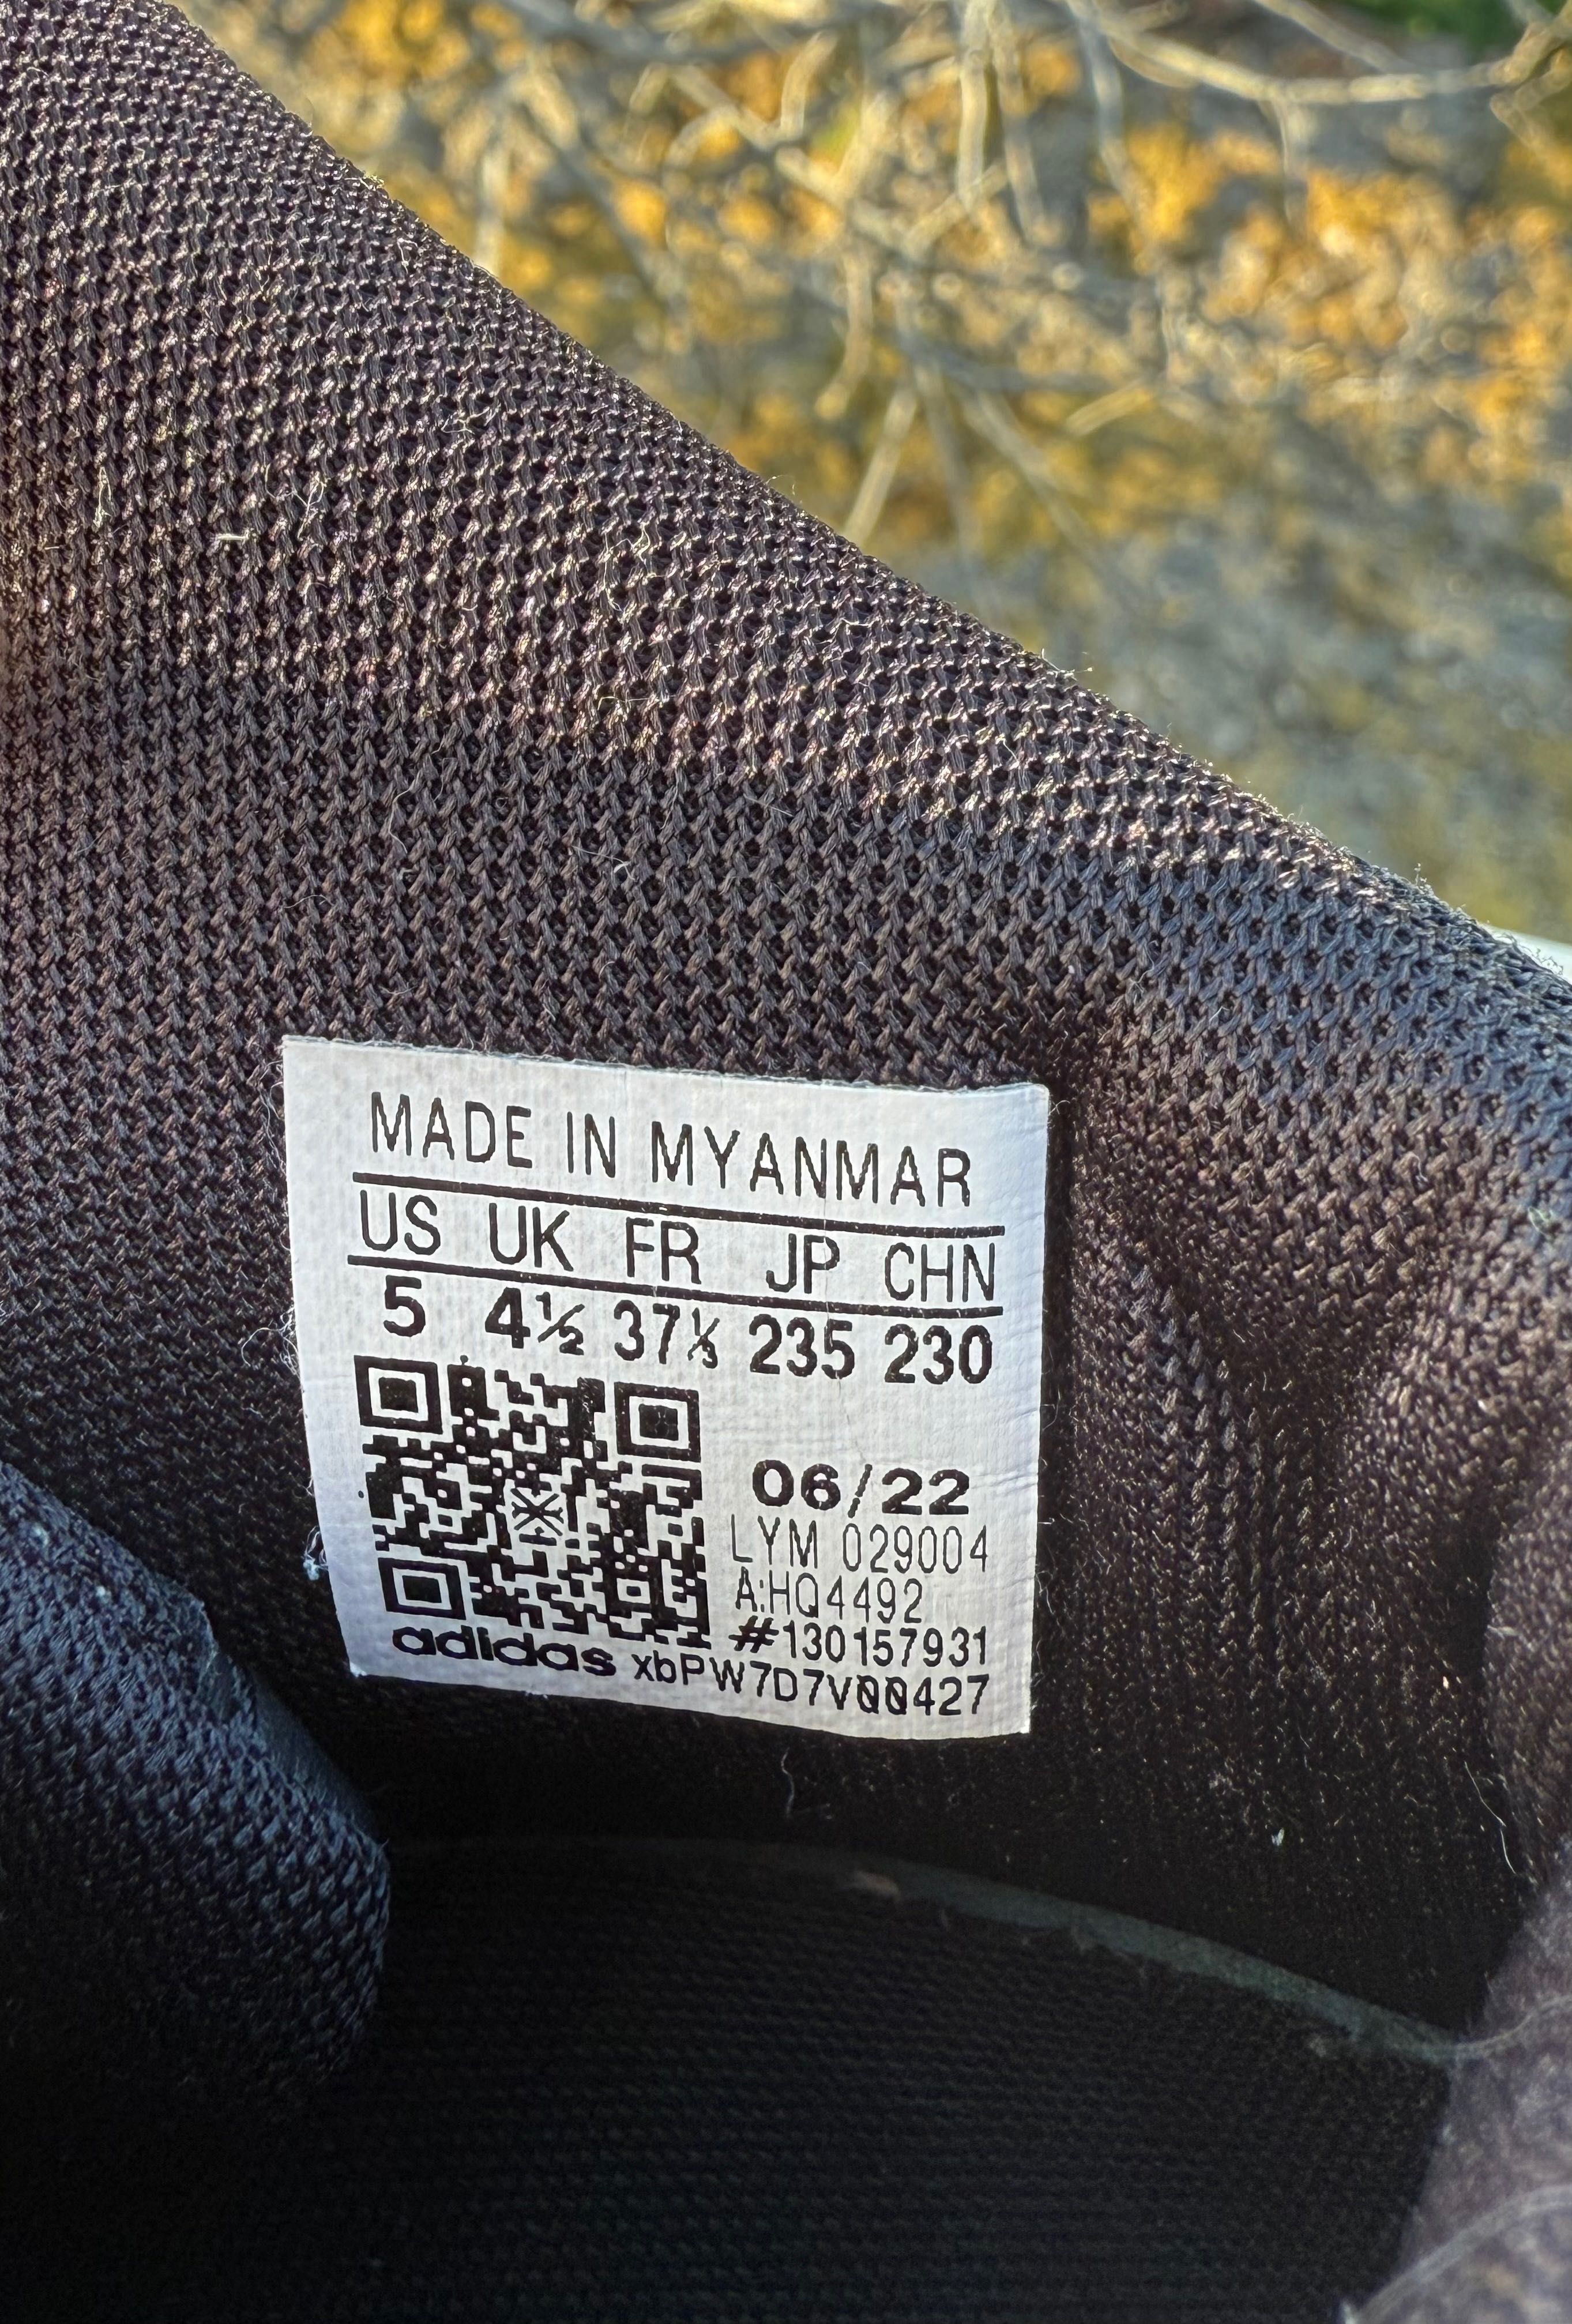 MADE IN MYANMAR
US UK FR JP CHN
5 4½ 37⅓ 235 230
06/22
LYM 029004
A:HQ4492
#130157931
adidas xbPW7D7V00427